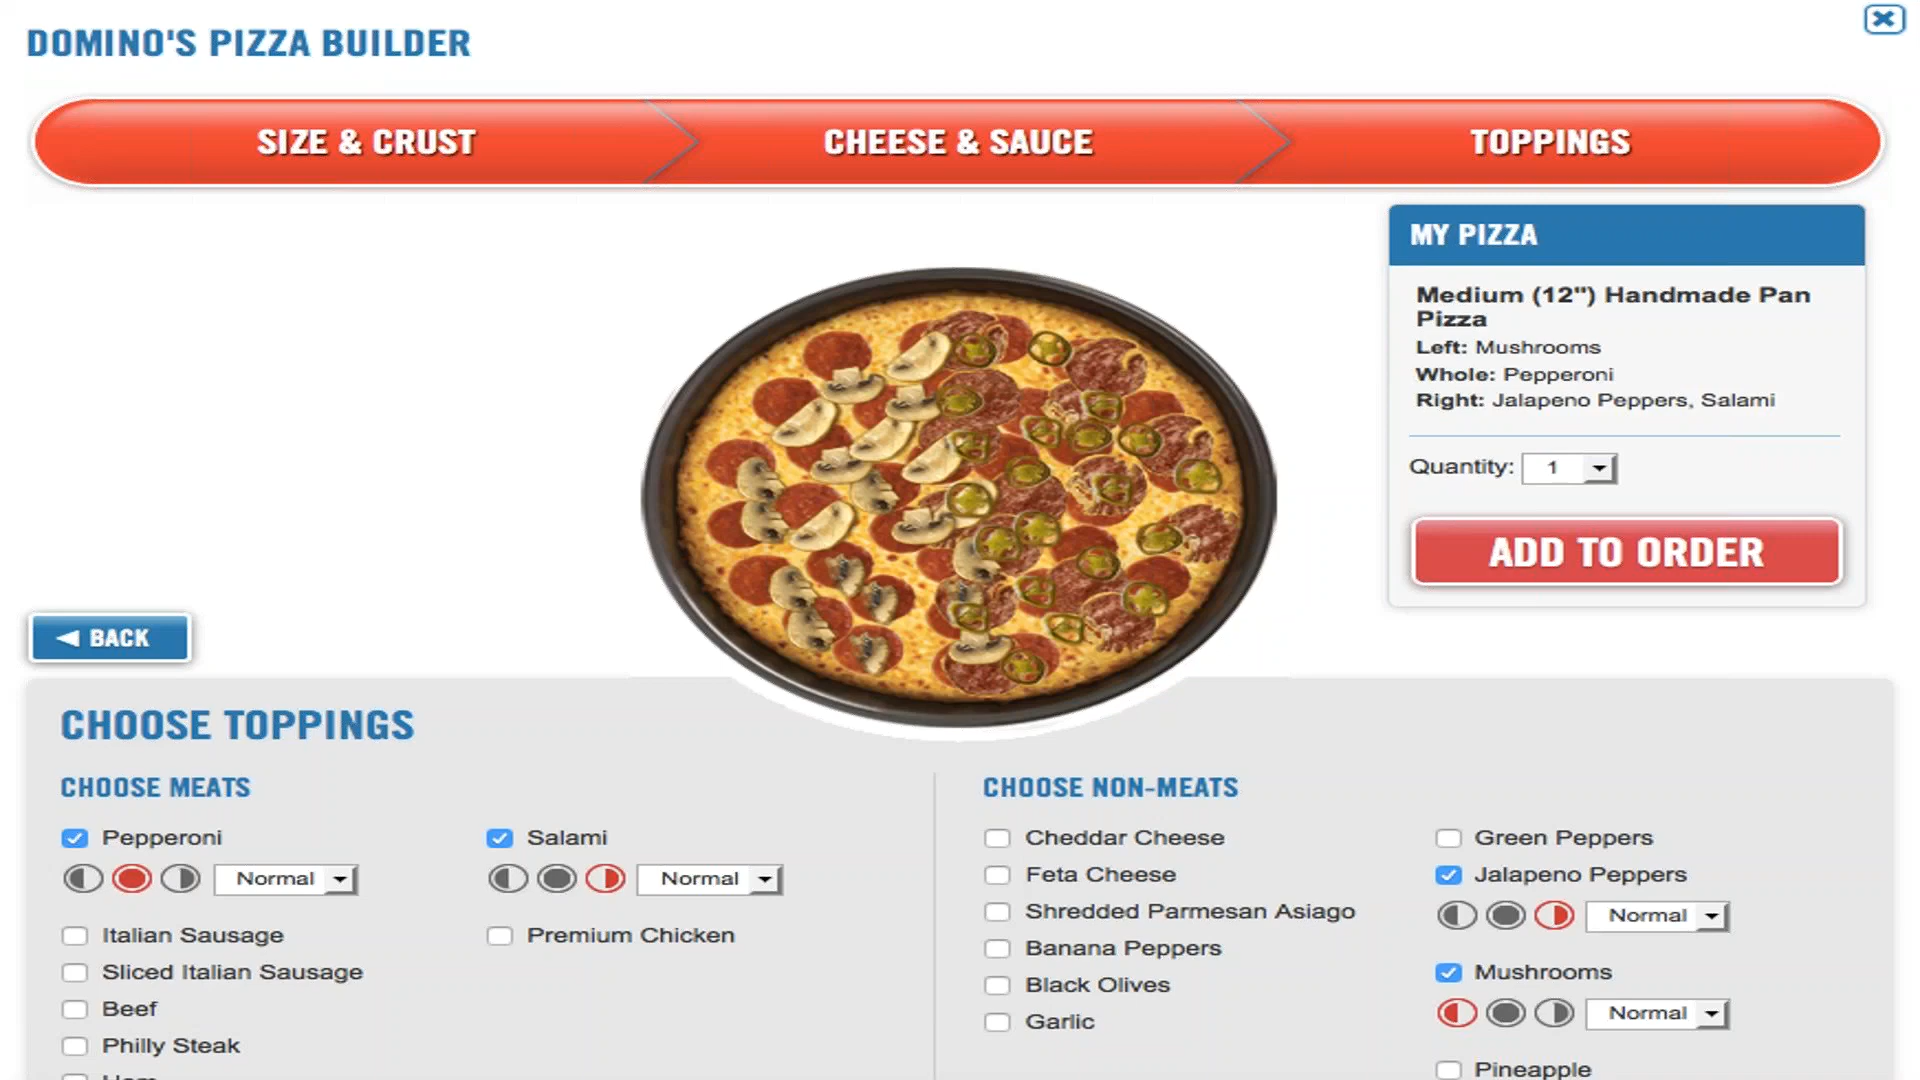 DOMINO'S PIZZA BUILDER
SIZE & CRUST
CHEESE & SAUCE
TOPPINGS
MY PIZZA
Medium (12") Handmade Pan
Pizza
Left: Mushrooms
Whole: Pepperoni
Right: Jalapeno Peppers, Salami
Quantity: 1
ADD TO ORDER
BACK
CHOOSE TOPPINGS
CHOOSE MEATS
Pepperoni
Normal
Salami
Normal
Italian Sausage
Premium Chicken
Sliced Italian Sausage
Beef
Philly Steak
CHOOSE NON-MEATS
Cheddar Cheese
Feta Cheese
Shredded Parmesan Asiago
Banana Peppers
Black Olives
Garlic
Green Peppers
Jalapeno Peppers
Normal
Mushrooms
Normal
Pineapple